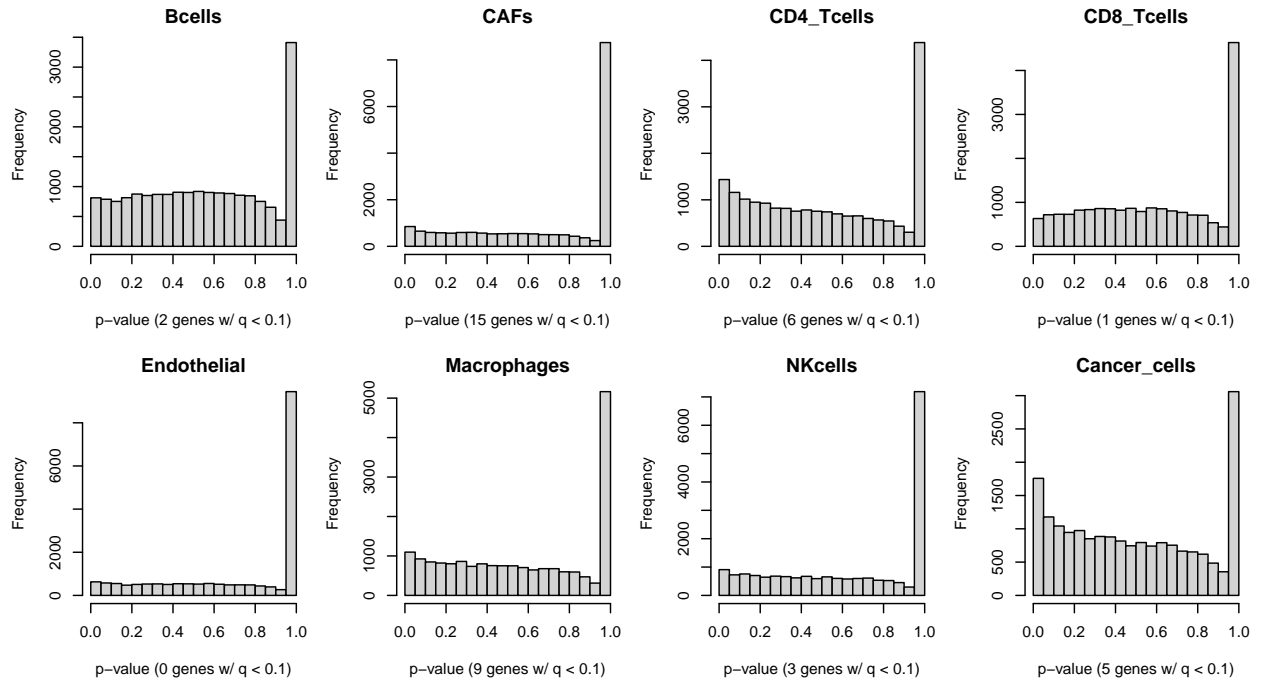 Bcells
Frequency
0 1000 2000 3000
0.0 0.2 0.4 0.6 0.8 1.0
p−value (2 genes w/ q < 0.1)
CAFs
Frequency
0 2000 6000
0.0 0.2 0.4 0.6 0.8 1.0
p−value (15 genes w/ q < 0.1)
CD4_Tcells
Frequency
0 1000 3000
0.0 0.2 0.4 0.6 0.8 1.0
p−value (6 genes w/ q < 0.1)
CD8_Tcells
Frequency
0 1000 3000
0.0 0.2 0.4 0.6 0.8 1.0
p−value (1 genes w/ q < 0.1)
Endothelial
Frequency
0 2000 6000
0.0 0.2 0.4 0.6 0.8 1.0
p−value (0 genes w/ q < 0.1)
Macrophages
Frequency
0 1000 3000 5000
0.0 0.2 0.4 0.6 0.8 1.0
p−value (9 genes w/ q < 0.1)
NKcells
Frequency
0 1000 2000 3000 4000 5000 6000
0.0 0.2 0.4 0.6 0.8 1.0
p−value (3 genes w/ q < 0.1)
Cancer_cells
Frequency
0 500 1500 2500
0.0 0.2 0.4 0.6 0.8 1.0
p−value (5 genes w/ q < 0.1)